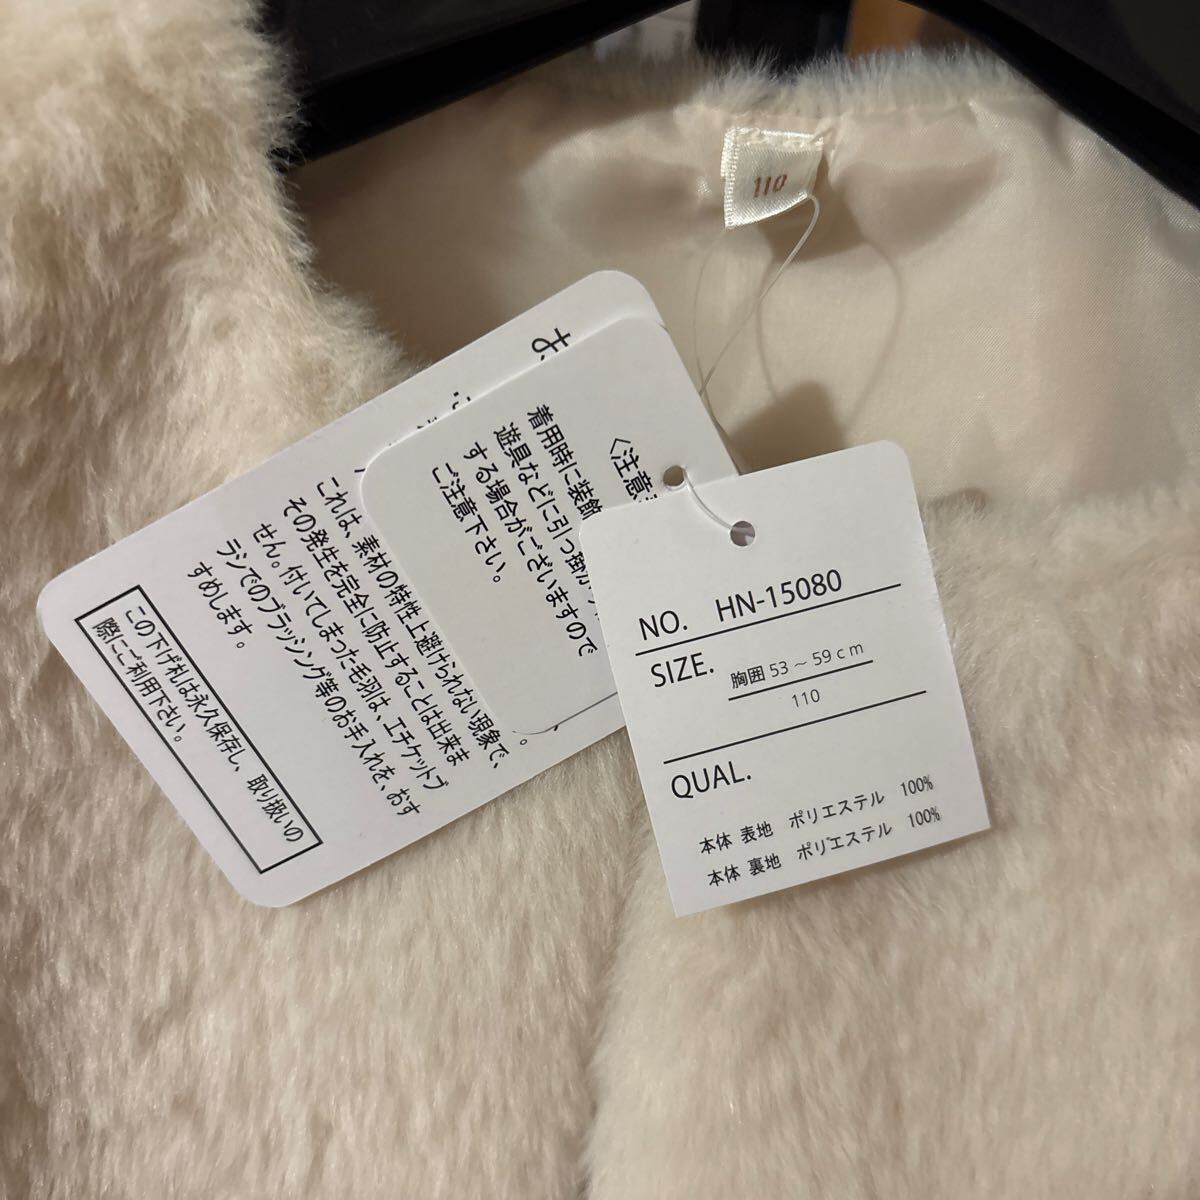 110
着用時に装飾
遊具などに引っ掛か
する場合がございますので
ご注意下さい。
これは、素材の特性上避けられない現象で、
その発生を完全に防止することは出来ま
せん。付いてしまった毛羽は、エチケットブ
ラシでのブラッシング等のお手入れを、おす
すめします。
この下げ札は永久保存し、取り扱いの
際にご利用下さい。
NO. HN-15080
SIZE. 胸囲 53～59cm
110
QUAL.
本体 表地 ポリエステル 100%
本体 裏地 ポリエステル 100%